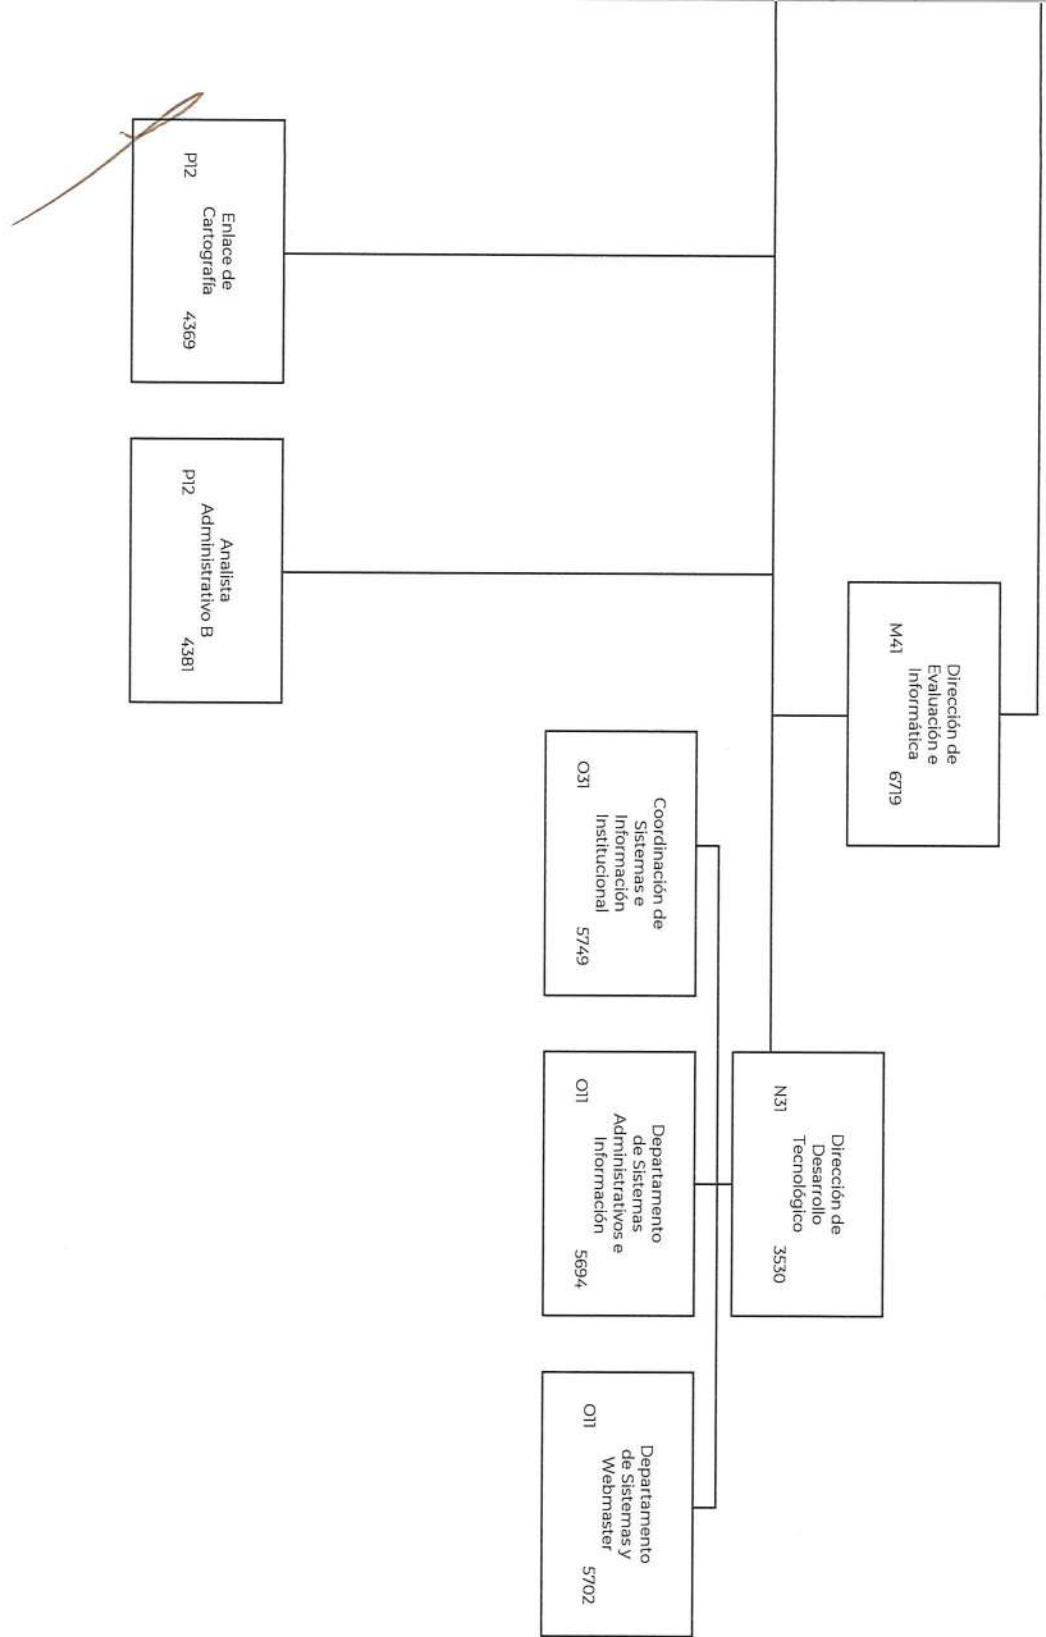 Dirección de
Evaluación e
Informática
M41
6719
Dirección de
Desarrollo
Tecnológico
N31
3530
Coordinación de
Sistemas e
Información
Institucional
O31
5749
Departamento
de Sistemas
Administrativos e
Información
O11
5694
Departamento
de Sistemas y
Webmaster
O11
5702
Enlace de
Cartografía
P12
4369
Analista
Administrativo B
P12
4381